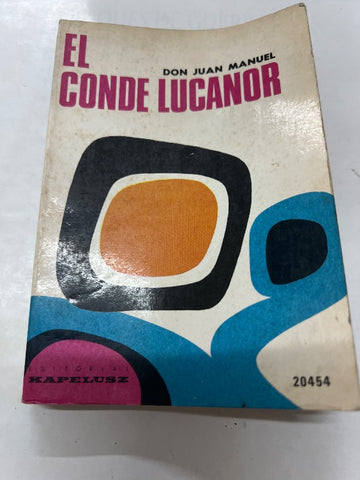 EL
DON JUAN MANUEL
CONDE LUCANOR
EDITORIAL
KAPELUSZ
20454